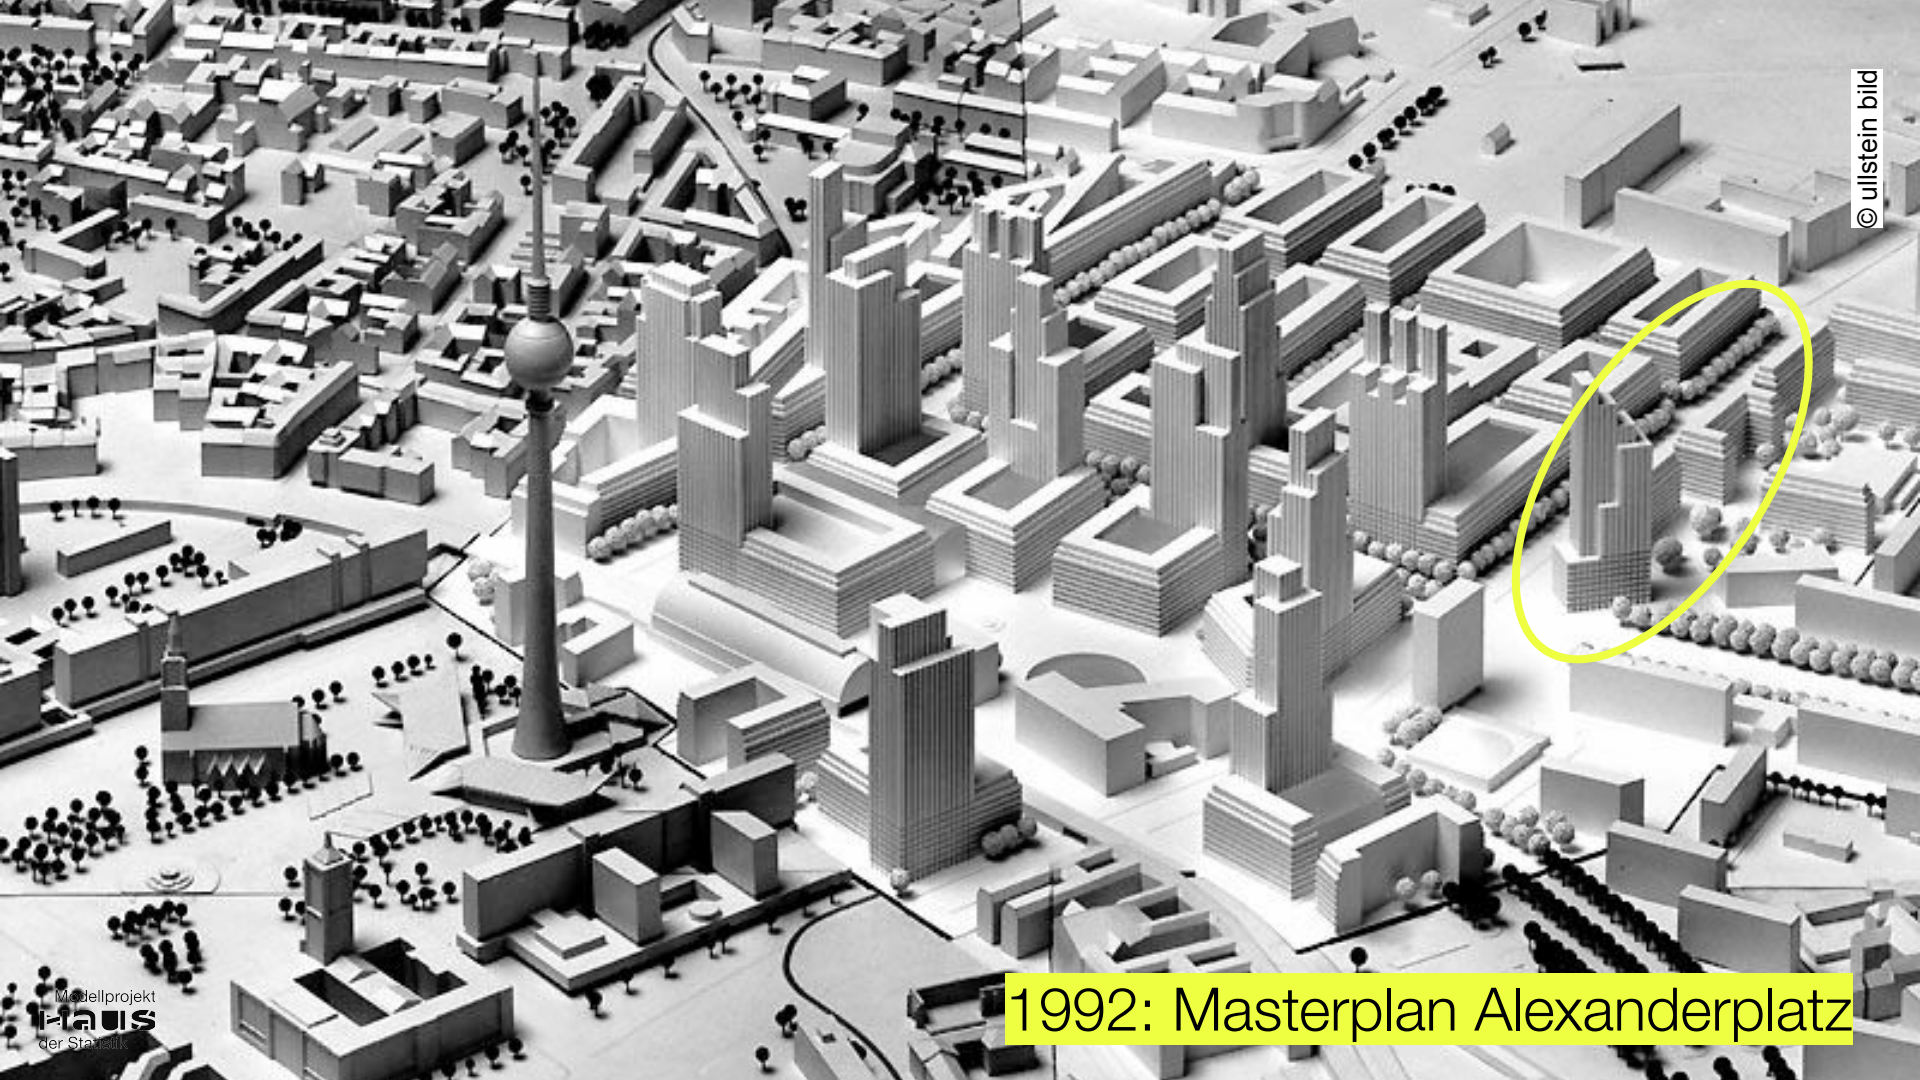 © ullstein bild
Modellprojekt
Haus
der Statistik
1992: Masterplan Alexanderplatz